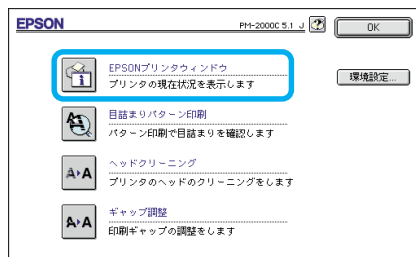 EPSON PM-2000C 5.1 J OK
EPSONプリンタウィンドウ
プリンタの現在状況を表示します
環境設定...
目詰まりパターン印刷
パターン印刷で目詰まりを確認します
ヘッドクリーニング
プリンタのヘッドのクリーニングをします
ギャップ調整
印刷ギャップの調整をします